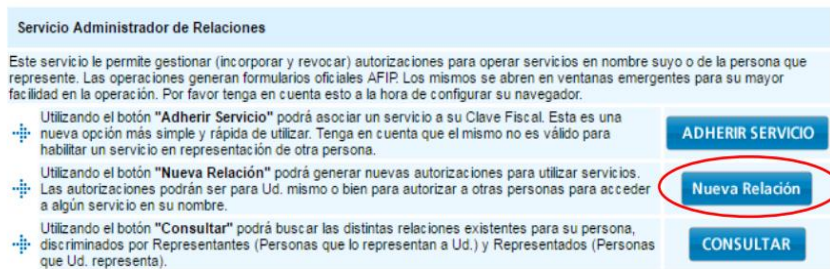 Servicio Administrador de Relaciones
Este servicio le permite gestionar (incorporar y revocar) autorizaciones para operar servicios en nombre suyo o de la persona que
represente. Las operaciones generan formularios oficiales AFIP. Los mismos se abren en ventanas emergentes para su mayor
facilidad en la operación. Por favor tenga en cuenta esto a la hora de configurar su navegador.
Utilizando el botón "Adherir Servicio" podrá asociar un servicio a su Clave Fiscal. Esta es una
nueva opción más simple y rápida de utilizar. Tenga en cuenta que el mismo no es válido para
habilitar un servicio en representación de otra persona.
ADHERIR SERVICIO
Utilizando el botón "Nueva Relación" podrá generar nuevas autorizaciones para utilizar servicios.
Las autorizaciones podrán ser para Ud. mismo o bien para autorizar a otras personas para acceder
a algún servicio en su nombre.
Nueva Relación
Utilizando el botón "Consultar" podrá buscar las distintas relaciones existentes para su persona,
discriminados por Representantes (Personas que lo representan a Ud.) y Representados (Personas
que Ud. representa).
CONSULTAR